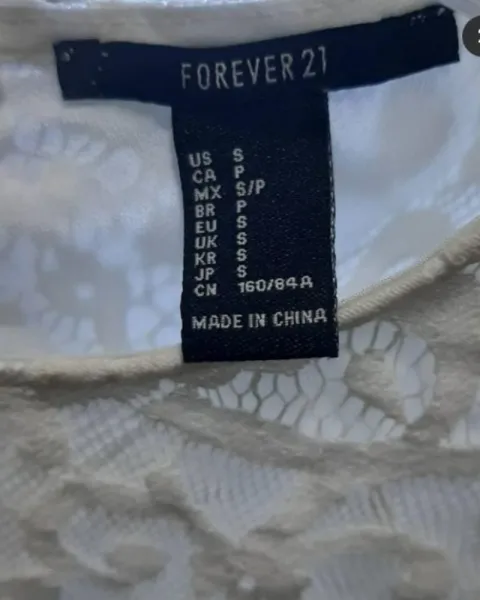 FOREVER 21
US S
CA P
MX S/P
BR P
EU S
UK S
KR S
JP S
CN 160/84A
MADE IN CHINA